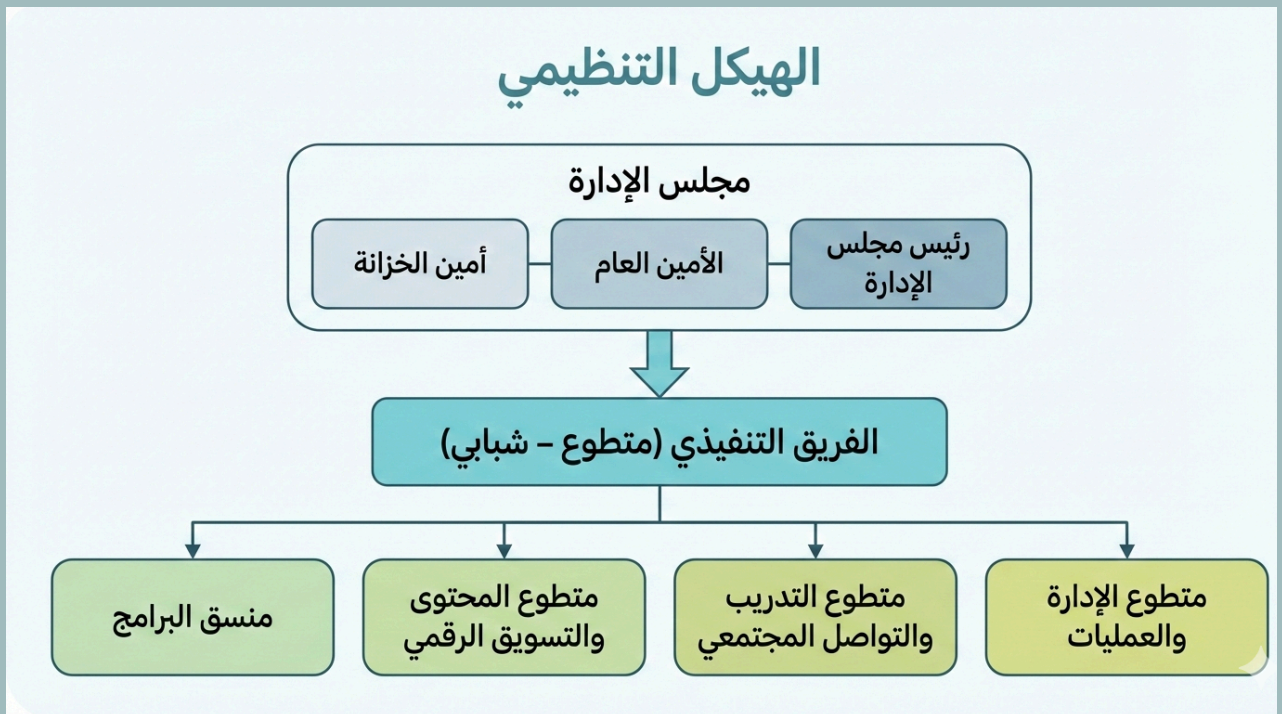 الهيكل التنظيمي
مجلس الإدارة
رئيس مجلس
الإدارة
الأمين العام
أمين الخزانة
الفريق التنفيذي (متطوع – شبابي)
متطوع الإدارة
والعمليات
متطوع التدريب
والتواصل المجتمعي
متطوع المحتوى
والتسويق الرقمي
منسق البرامج